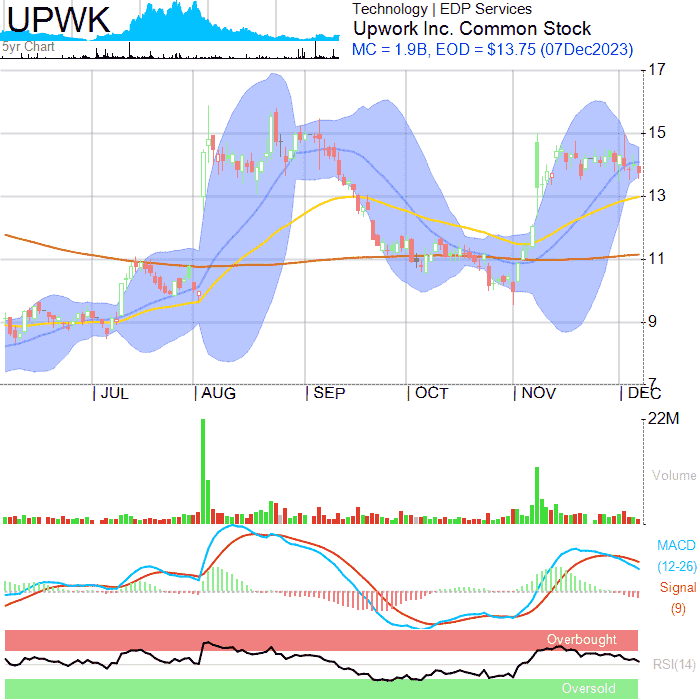 UPWK
5yr Chart
Technology | EDP Services
Upwork Inc. Common Stock
MC = 1.9B, EOD = $13.75 (07Dec2023)
17
15
13
11
9
7
JUL AUG SEP OCT NOV DEC
22M
Volume
MACD
(12-26)
Signal
(9)
Overbought
RSI(14)
Oversold